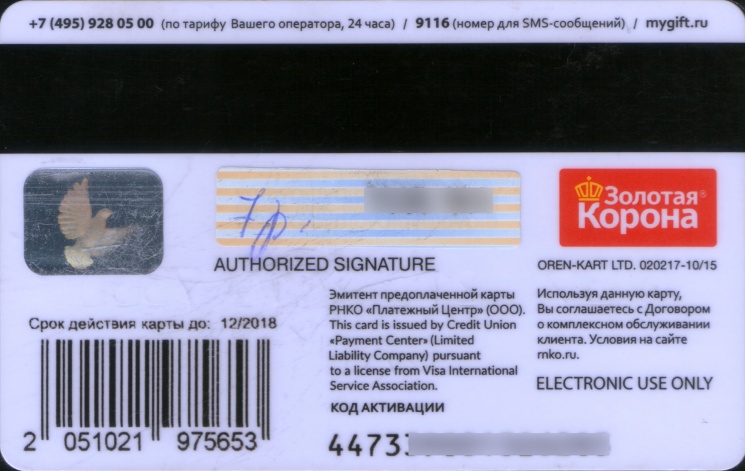 +7 (495) 928 05 00 (по тарифу Вашего оператора, 24 часа) / 9116 (номер для SMS-сообщений) / mygift.ru
Золотая®
Корона
AUTHORIZED SIGNATURE
OREN-KART LTD. 020217-10/15
Срок действия карты до: 12/2018
Эмитент предоплаченной карты
РНКО «Платежный Центр» (ООО).
This card is issued by Credit Union
«Payment Center» (Limited
Liability Company) pursuant
to a license from Visa International
Service Association.
Используя данную карту,
Вы соглашаетесь с Договором
о комплексном обслуживании
клиента. Условия на сайте
rnko.ru.
ELECTRONIC USE ONLY
КОД АКТИВАЦИИ
2 051021 975653
4473